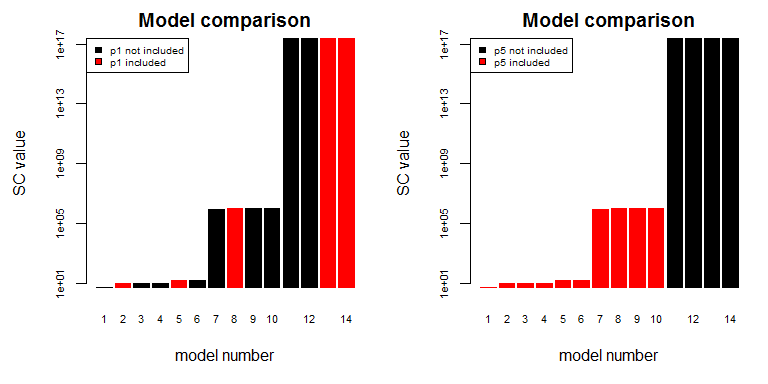 Model comparison
p1 not included
p1 included
SC value
1e+17
1e+13
1e+09
1e+05
1e+01
1 2 3 4 5 6 7 8 9 10 12 14
model number
Model comparison
p5 not included
p5 included
SC value
1e+17
1e+13
1e+09
1e+05
1e+01
1 2 3 4 5 6 7 8 9 10 12 14
model number